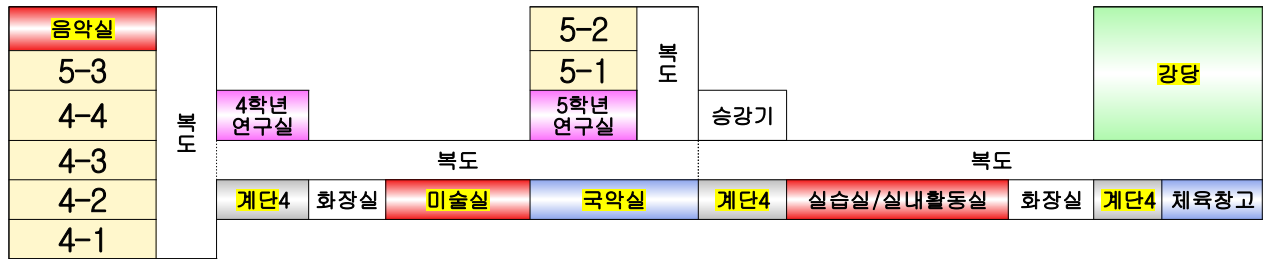 음악실
5-3
4-4
4-3
4-2
4-1
복
도
4학년
연구실
5-2
5-1
5학년
연구실
복
도
승강기
강당
복도
복도
계단4
화장실
미술실
국악실
계단4
실습실/실내활동실
화장실
계단4
체육창고